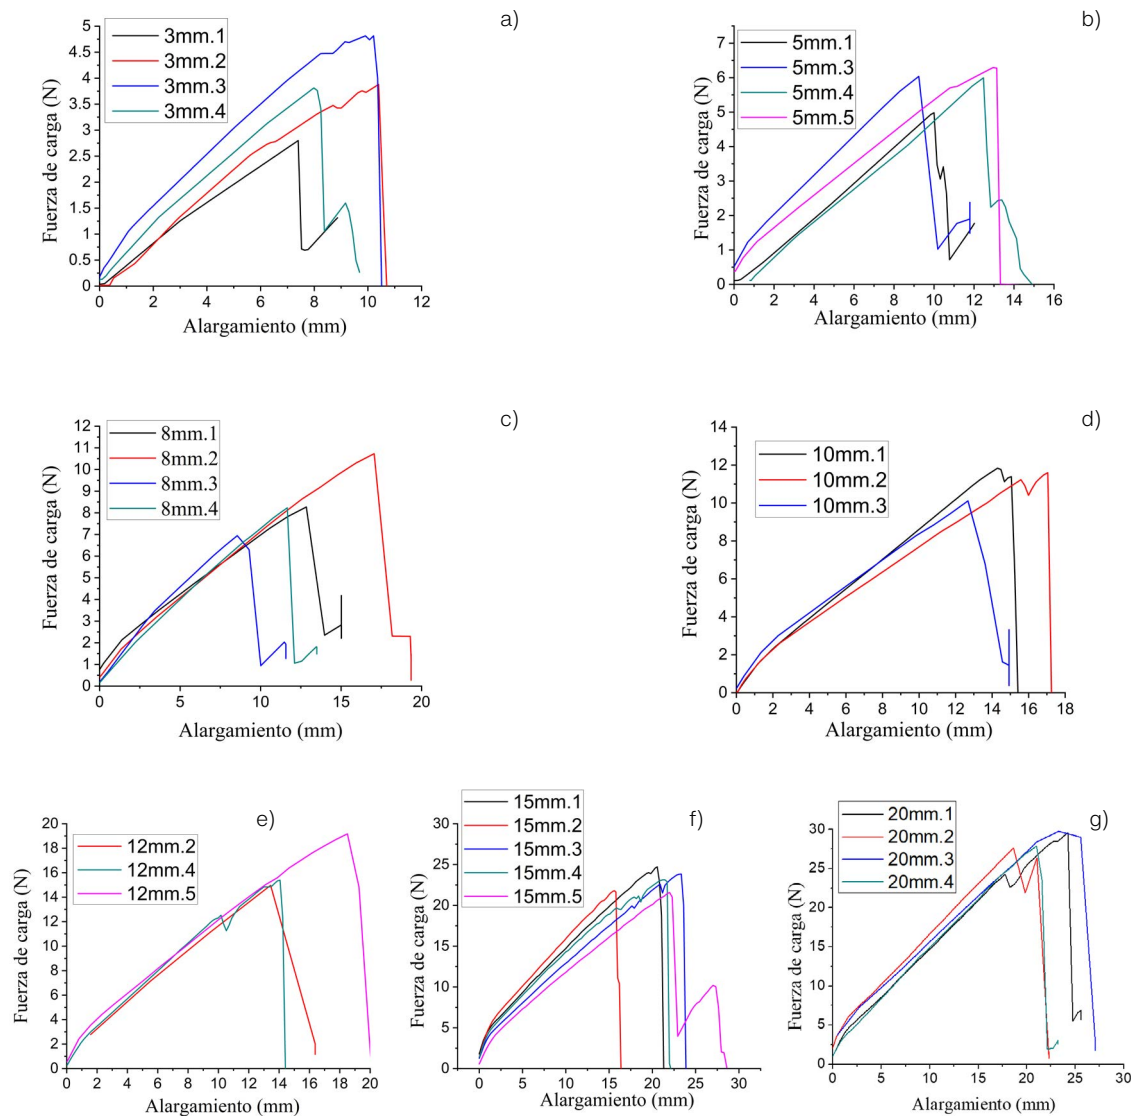 a)
5
4.5
4
3.5
3
2.5
2
1.5
1
0.5
0
3mm.1
3mm.2
3mm.3
3mm.4
Fuerza de carga (N)
0 2 4 6 8 10 12
Alargamiento (mm)
b)
7
6
5
4
3
2
1
0
5mm.1
5mm.3
5mm.4
5mm.5
Fuerza de carga (N)
0 2 4 6 8 10 12 14 16
Alargamiento (mm)
c)
12
11
10
9
8
7
6
5
4
3
2
1
0
8mm.1
8mm.2
8mm.3
8mm.4
Fuerza de carga (N)
0 5 10 15 20
Alargamiento (mm)
d)
14
12
10
8
6
4
2
0
10mm.1
10mm.2
10mm.3
Fuerza de carga (N)
0 2 4 6 8 10 12 14 16 18
Alargamiento (mm)
e)
20
18
16
14
12
10
8
6
4
2
0
12mm.2
12mm.4
12mm.5
Fuerza de carga (N)
0 2 4 6 8 10 12 14 16 18 20
Alargamiento (mm)
f)
30
25
20
15
10
5
0
15mm.1
15mm.2
15mm.3
15mm.4
15mm.5
Fuerza de carga (N)
0 5 10 15 20 25 30
Alargamiento (mm)
g)
30
25
20
15
10
5
0
20mm.1
20mm.2
20mm.3
20mm.4
Fuerza de carga (N)
0 5 10 15 20 25 30
Alargamiento (mm)